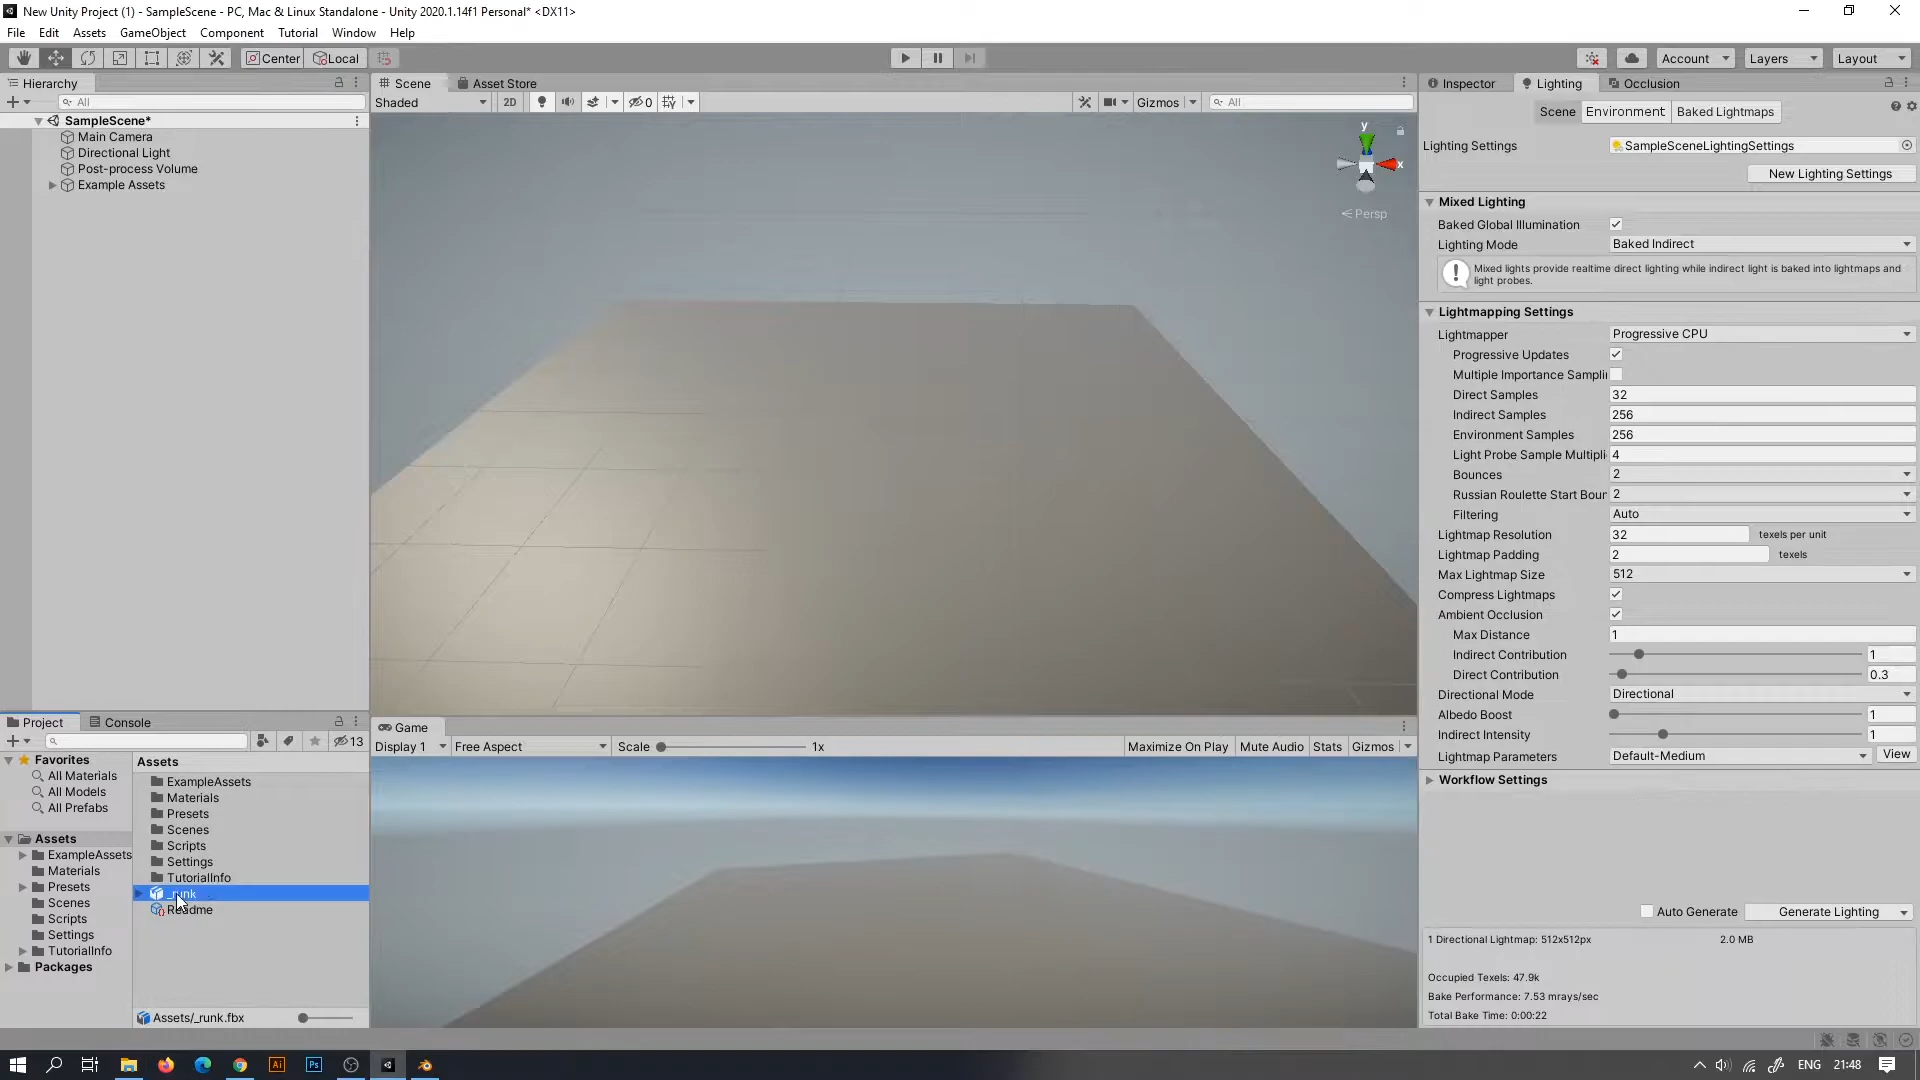 New Unity Project (1) - SampleScene - PC, Mac & Linux Standalone - Unity 2020.1.14f1 Personal* <DX11>
File Edit Assets GameObject Component Tools Tutorial Window Help
Center Local Account Layers Layout
Hierarchy
All
SampleScene*
Main Camera
Directional Light
Post-process Volume
Example Assets
Scene Asset Store
Shaded 2D 0 Gizmos All
y
x
Persp
Inspector Lighting Occlusion
Scene Environment Baked Lightmaps
Lighting Settings SampleSceneLightingSettings
New Lighting Settings
Mixed Lighting
Baked Global Illumination
Lighting Mode Baked Indirect
Mixed lights provide realtime direct lighting while indirect light is baked into lightmaps and
light probes.
Lightmapping Settings
Lightmapper Progressive CPU
Progressive Updates
Multiple Importance Sampli
Direct Samples 32
Indirect Samples 256
Environment Samples 256
Light Probe Sample Multipli 4
Bounces 2
Russian Roulette Start Boun 2
Filtering Auto
Lightmap Resolution 32 texels per unit
Lightmap Padding 2 texels
Max Lightmap Size 512
Compress Lightmaps
Ambient Occlusion
Max Distance 1
Indirect Contribution 1
Direct Contribution 0.3
Directional Mode Directional
Albedo Boost 1
Indirect Intensity 1
Lightmap Parameters Default-Medium View
Workflow Settings
Auto Generate Generate Lighting
1 Directional Lightmap: 512x512px 2.0 MB
Occupied Texels: 47.9k
Bake Performance: 7.53 mrays/sec
Total Bake Time: 0:00:22
Project Console
13
Favorites
All Materials
All Models
All Prefabs
Assets
ExampleAssets
Materials
Presets
Scenes
Scripts
Settings
TutorialInfo
Packages
Assets
ExampleAssets
Materials
Presets
Scenes
Scripts
Settings
TutorialInfo
_runk
Readme
Assets/_runk.fbx
Game
Display 1 Free Aspect Scale 1x Maximize On Play Mute Audio Stats Gizmos
Ai Ps ENG 21:48